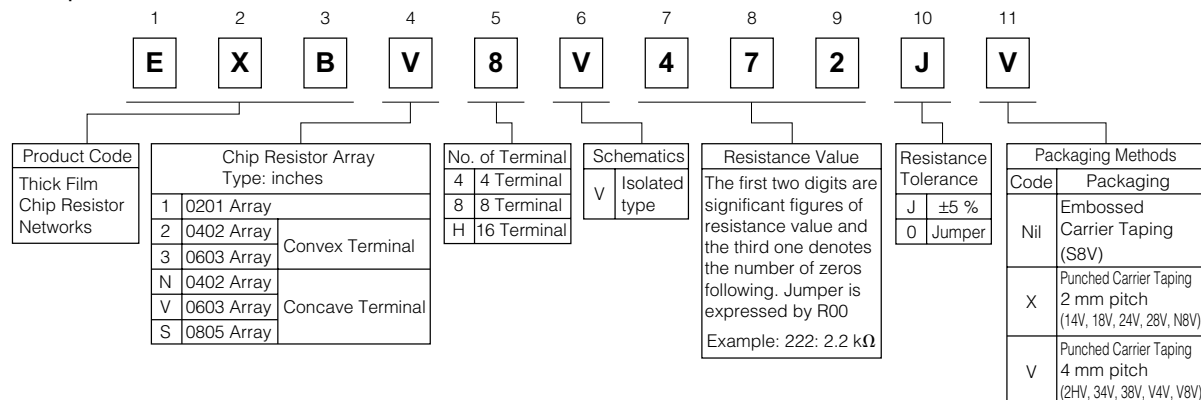 1 2 3 4 5 6 7 8 9 10 11
E X B V 8 V 4 7 2 J V
Product Code
Thick Film
Chip Resistor
Networks
Chip Resistor Array
Type: inches
1 0201 Array
2 0402 Array
3 0603 Array
Convex Terminal
N 0402 Array
V 0603 Array
S 0805 Array
Concave Terminal
No. of Terminal
4 4 Terminal
8 8 Terminal
H 16 Terminal
Schematics
V Isolated
type
Resistance Value
The first two digits are
significant figures of
resistance value and
the third one denotes
the number of zeros
following. Jumper is
expressed by R00
Example: 222: 2.2 kΩ
Resistance
Tolerance
J ±5 %
0 Jumper
Packaging Methods
Code Packaging
Nil Embossed
Carrier Taping
(S8V)
X Punched Carrier Taping
2 mm pitch
(14V, 18V, 24V, 28V, N8V)
V Punched Carrier Taping
4 mm pitch
(2HV, 34V, 38V, V4V, V8V)